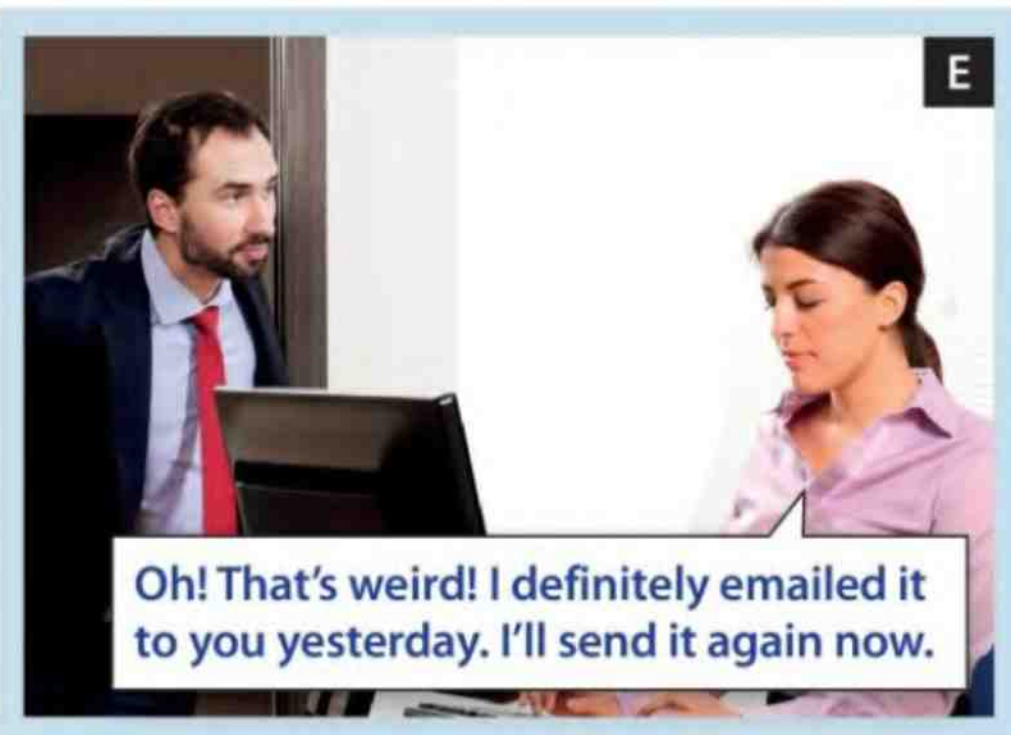 E
Oh! That's weird! I definitely emailed it
to you yesterday. I'll send it again now.